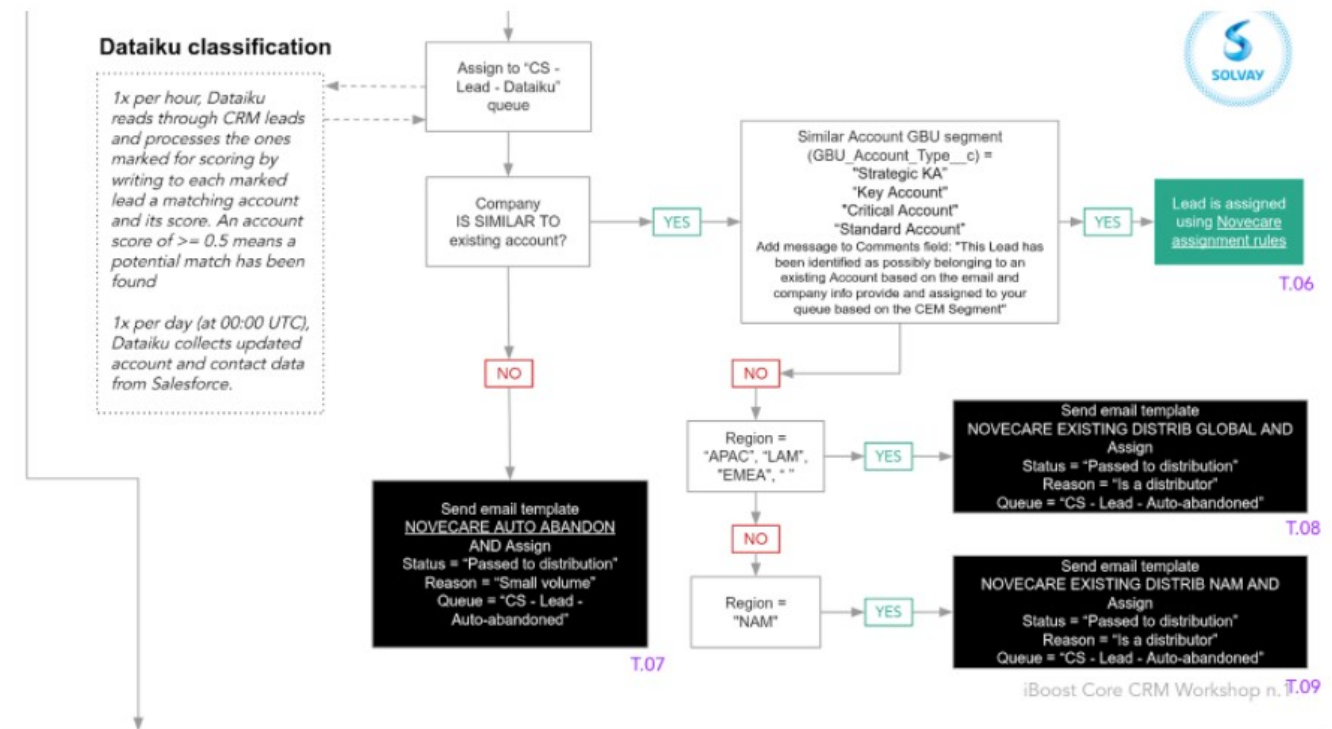 Dataiku classification
1x per hour, Dataiku
reads through CRM leads
and processes the ones
marked for scoring by
writing to each marked
lead a matching account
and its score. An account
score of >= 0.5 means a
potential match has been
found
1x per day (at 00:00 UTC),
Dataiku collects updated
account and contact data
from Salesforce.
Assign to “CS -
Lead - Dataiku”
queue
Company
IS SIMILAR TO
existing account?
YES
Similar Account GBU segment
(GBU_Account_Type__c) =
"Strategic KA"
“Key Account”
"Critical Account"
“Standard Account”
Add message to Comments field: "This Lead has
been identified as possibly belonging to an
existing Account based on the email and
company info provide and assigned to your
queue based on the CEM Segment"
YES
Lead is assigned
using Novecare
assignment rules
T.06
SOLVAY
NO
Send email template
NOVECARE AUTO ABANDON
AND Assign
Status = “Passed to distribution”
Reason = “Small volume”
Queue = “CS - Lead -
Auto-abandoned”
T.07
NO
Region =
“APAC”, “LAM”,
"EMEA", “ ”
YES
Send email template
NOVECARE EXISTING DISTRIB GLOBAL AND
Assign
Status = “Passed to distribution”
Reason = “Is a distributor”
Queue = “CS - Lead - Auto-abandoned”
T.08
NO
Region =
"NAM"
YES
Send email template
NOVECARE EXISTING DISTRIB NAM AND
Assign
Status = “Passed to distribution”
Reason = “Is a distributor”
Queue = “CS - Lead - Auto-abandoned”
T.09
iBoost Core CRM Workshop n.1